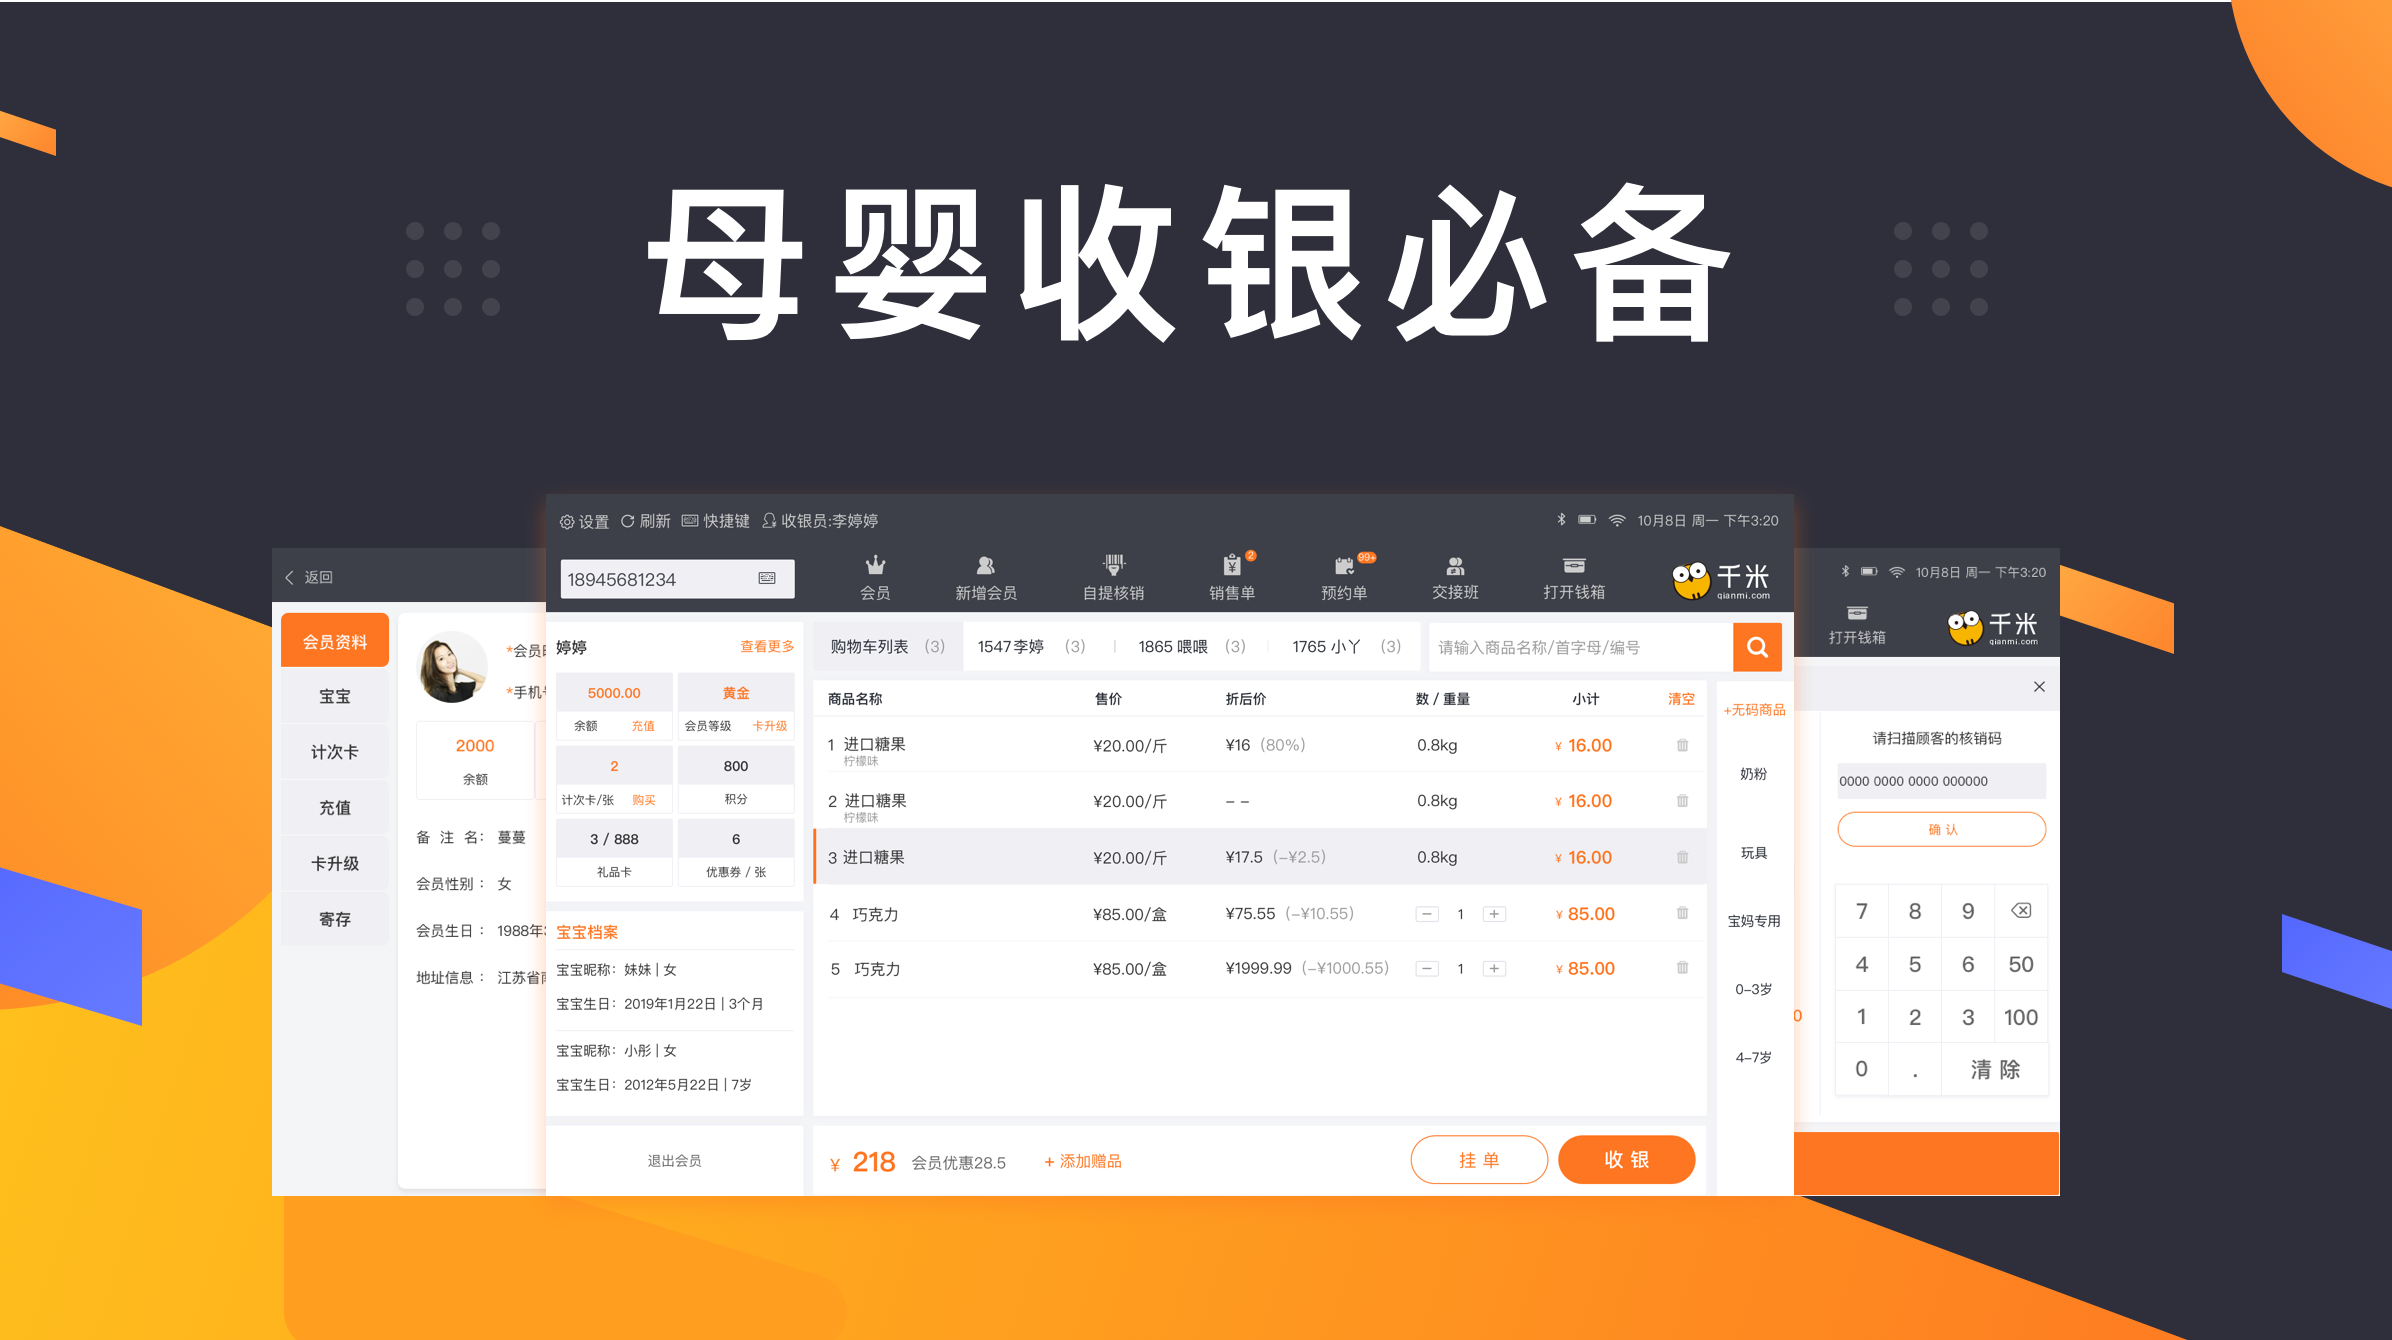 母婴收银必备
设置 刷新 快捷键 收银员:李婷婷
10月8日 周一 下午3:20
18945681234
会员
新增会员
自提核销
销售单
2
预约单
99+
交接班
打开钱箱
千米
qianmi.com
返回
会员资料
宝宝
计次卡
充值
卡升级
寄存
*会员
*手机
2000
余额
备 注 名： 蔓蔓
会员性别： 女
会员生日： 1988年
地址信息： 江苏省
婷婷 查看更多
5000.00
余额 充值
黄金
会员等级 卡升级
2
计次卡/张 购买
800
积分
3 / 888
礼品卡
6
优惠券 / 张
宝宝档案
宝宝昵称：妹妹 | 女
宝宝生日：2019年1月22日 | 3个月
宝宝昵称：小彤 | 女
宝宝生日：2012年5月22日 | 7岁
退出会员
购物车列表 （3） 1547 李婷 （3） 1865 喂喂 （3） 1765 小丫 （3）
请输入商品名称/首字母/编号
商品名称 售价 折后价 数 / 重量 小计 清空
1 进口糖果 ¥20.00/斤 ¥16（80%） 0.8kg ¥ 16.00
柠檬味
2 进口糖果 ¥20.00/斤 – – 0.8kg ¥ 16.00
柠檬味
3 进口糖果 ¥20.00/斤 ¥17.5（-¥2.5） 0.8kg ¥ 16.00
4 巧克力 ¥85.00/盒 ¥75.55（-¥10.55） 1 ¥ 85.00
5 巧克力 ¥85.00/盒 ¥1999.99（-¥1000.55） 1 ¥ 85.00
+无码商品
奶粉
玩具
宝妈专用
0-3岁
4-7岁
¥ 218 会员优惠28.5 + 添加赠品
挂 单
收 银
10月8日 周一 下午3:20
打开钱箱
千米
qianmi.com
请扫描顾客的核销码
0000 0000 0000 000000
确 认
7 8 9
4 5 6 50
1 2 3 100
0 . 清 除
0